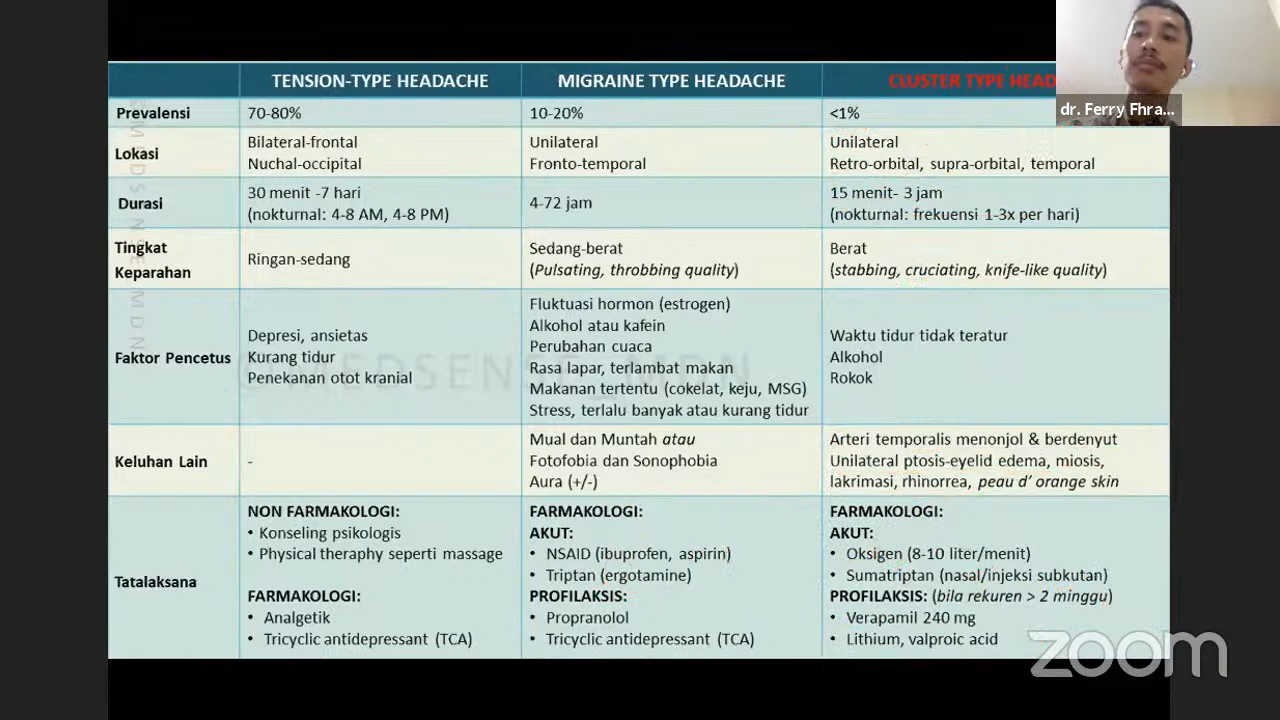 TENSION-TYPE HEADACHE
MIGRAINE TYPE HEADACHE
CLUSTER TYPE HEAD
dr. Ferry Fhra...
Prevalensi
70-80%
10-20%
<1%
Lokasi
Bilateral-frontal
Nuchal-occipital
Unilateral
Fronto-temporal
Unilateral
Retro-orbital, supra-orbital, temporal
Durasi
30 menit -7 hari
(nokturnal: 4-8 AM, 4-8 PM)
4-72 jam
15 menit- 3 jam
(nokturnal: frekuensi 1-3x per hari)
Tingkat
Keparahan
Ringan-sedang
Sedang-berat
(Pulsating, throbbing quality)
Berat
(stabbing, cruciating, knife-like quality)
Faktor Pencetus
Depresi, ansietas
Kurang tidur
Penekanan otot kranial
Fluktuasi hormon (estrogen)
Alkohol atau kafein
Perubahan cuaca
Rasa lapar, terlambat makan
Makanan tertentu (cokelat, keju, MSG)
Stress, terlalu banyak atau kurang tidur
Waktu tidur tidak teratur
Alkohol
Rokok
Keluhan Lain
-
Mual dan Muntah atau
Fotofobia dan Sonophobia
Aura (+/-)
Arteri temporalis menonjol & berdenyut
Unilateral ptosis-eyelid edema, miosis,
lakrimasi, rhinorrea, peau d' orange skin
Tatalaksana
NON FARMAKOLOGI:
• Konseling psikologis
• Physical theraphy seperti massage
FARMAKOLOGI:
• Analgetik
• Tricyclic antidepressant (TCA)
FARMAKOLOGI:
AKUT:
• NSAID (ibuprofen, aspirin)
• Triptan (ergotamine)
PROFILAKSIS:
• Propranolol
• Tricyclic antidepressant (TCA)
FARMAKOLOGI:
AKUT:
• Oksigen (8-10 liter/menit)
• Sumatriptan (nasal/injeksi subkutan)
PROFILAKSIS: (bila rekuren > 2 minggu)
• Verapamil 240 mg
• Lithium, valproic acid
@MEDSENSE_MDN
zoom